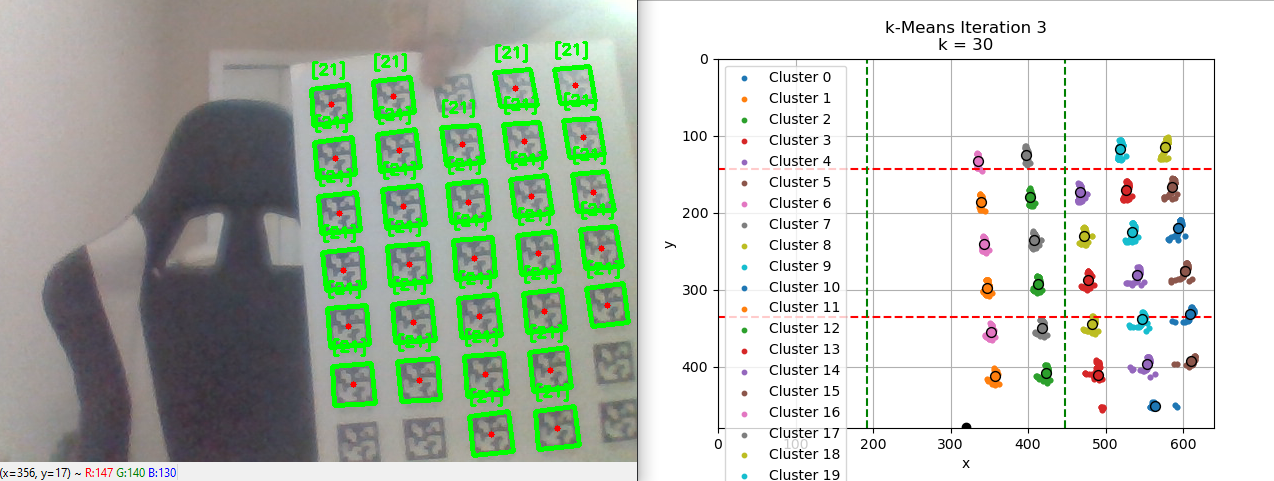 [21] [21] [21] [21]
[21]
(x=356, y=17) ~ R:147 G:140 B:130
k-Means Iteration 3
k = 30
Cluster 0
Cluster 1
Cluster 2
Cluster 3
Cluster 4
Cluster 5
Cluster 6
Cluster 7
Cluster 8
Cluster 9
Cluster 10
Cluster 11
Cluster 12
Cluster 13
Cluster 14
Cluster 15
Cluster 16
Cluster 17
Cluster 18
Cluster 19
0
100
200
300
400
y
0 200 300 400 500 600
x